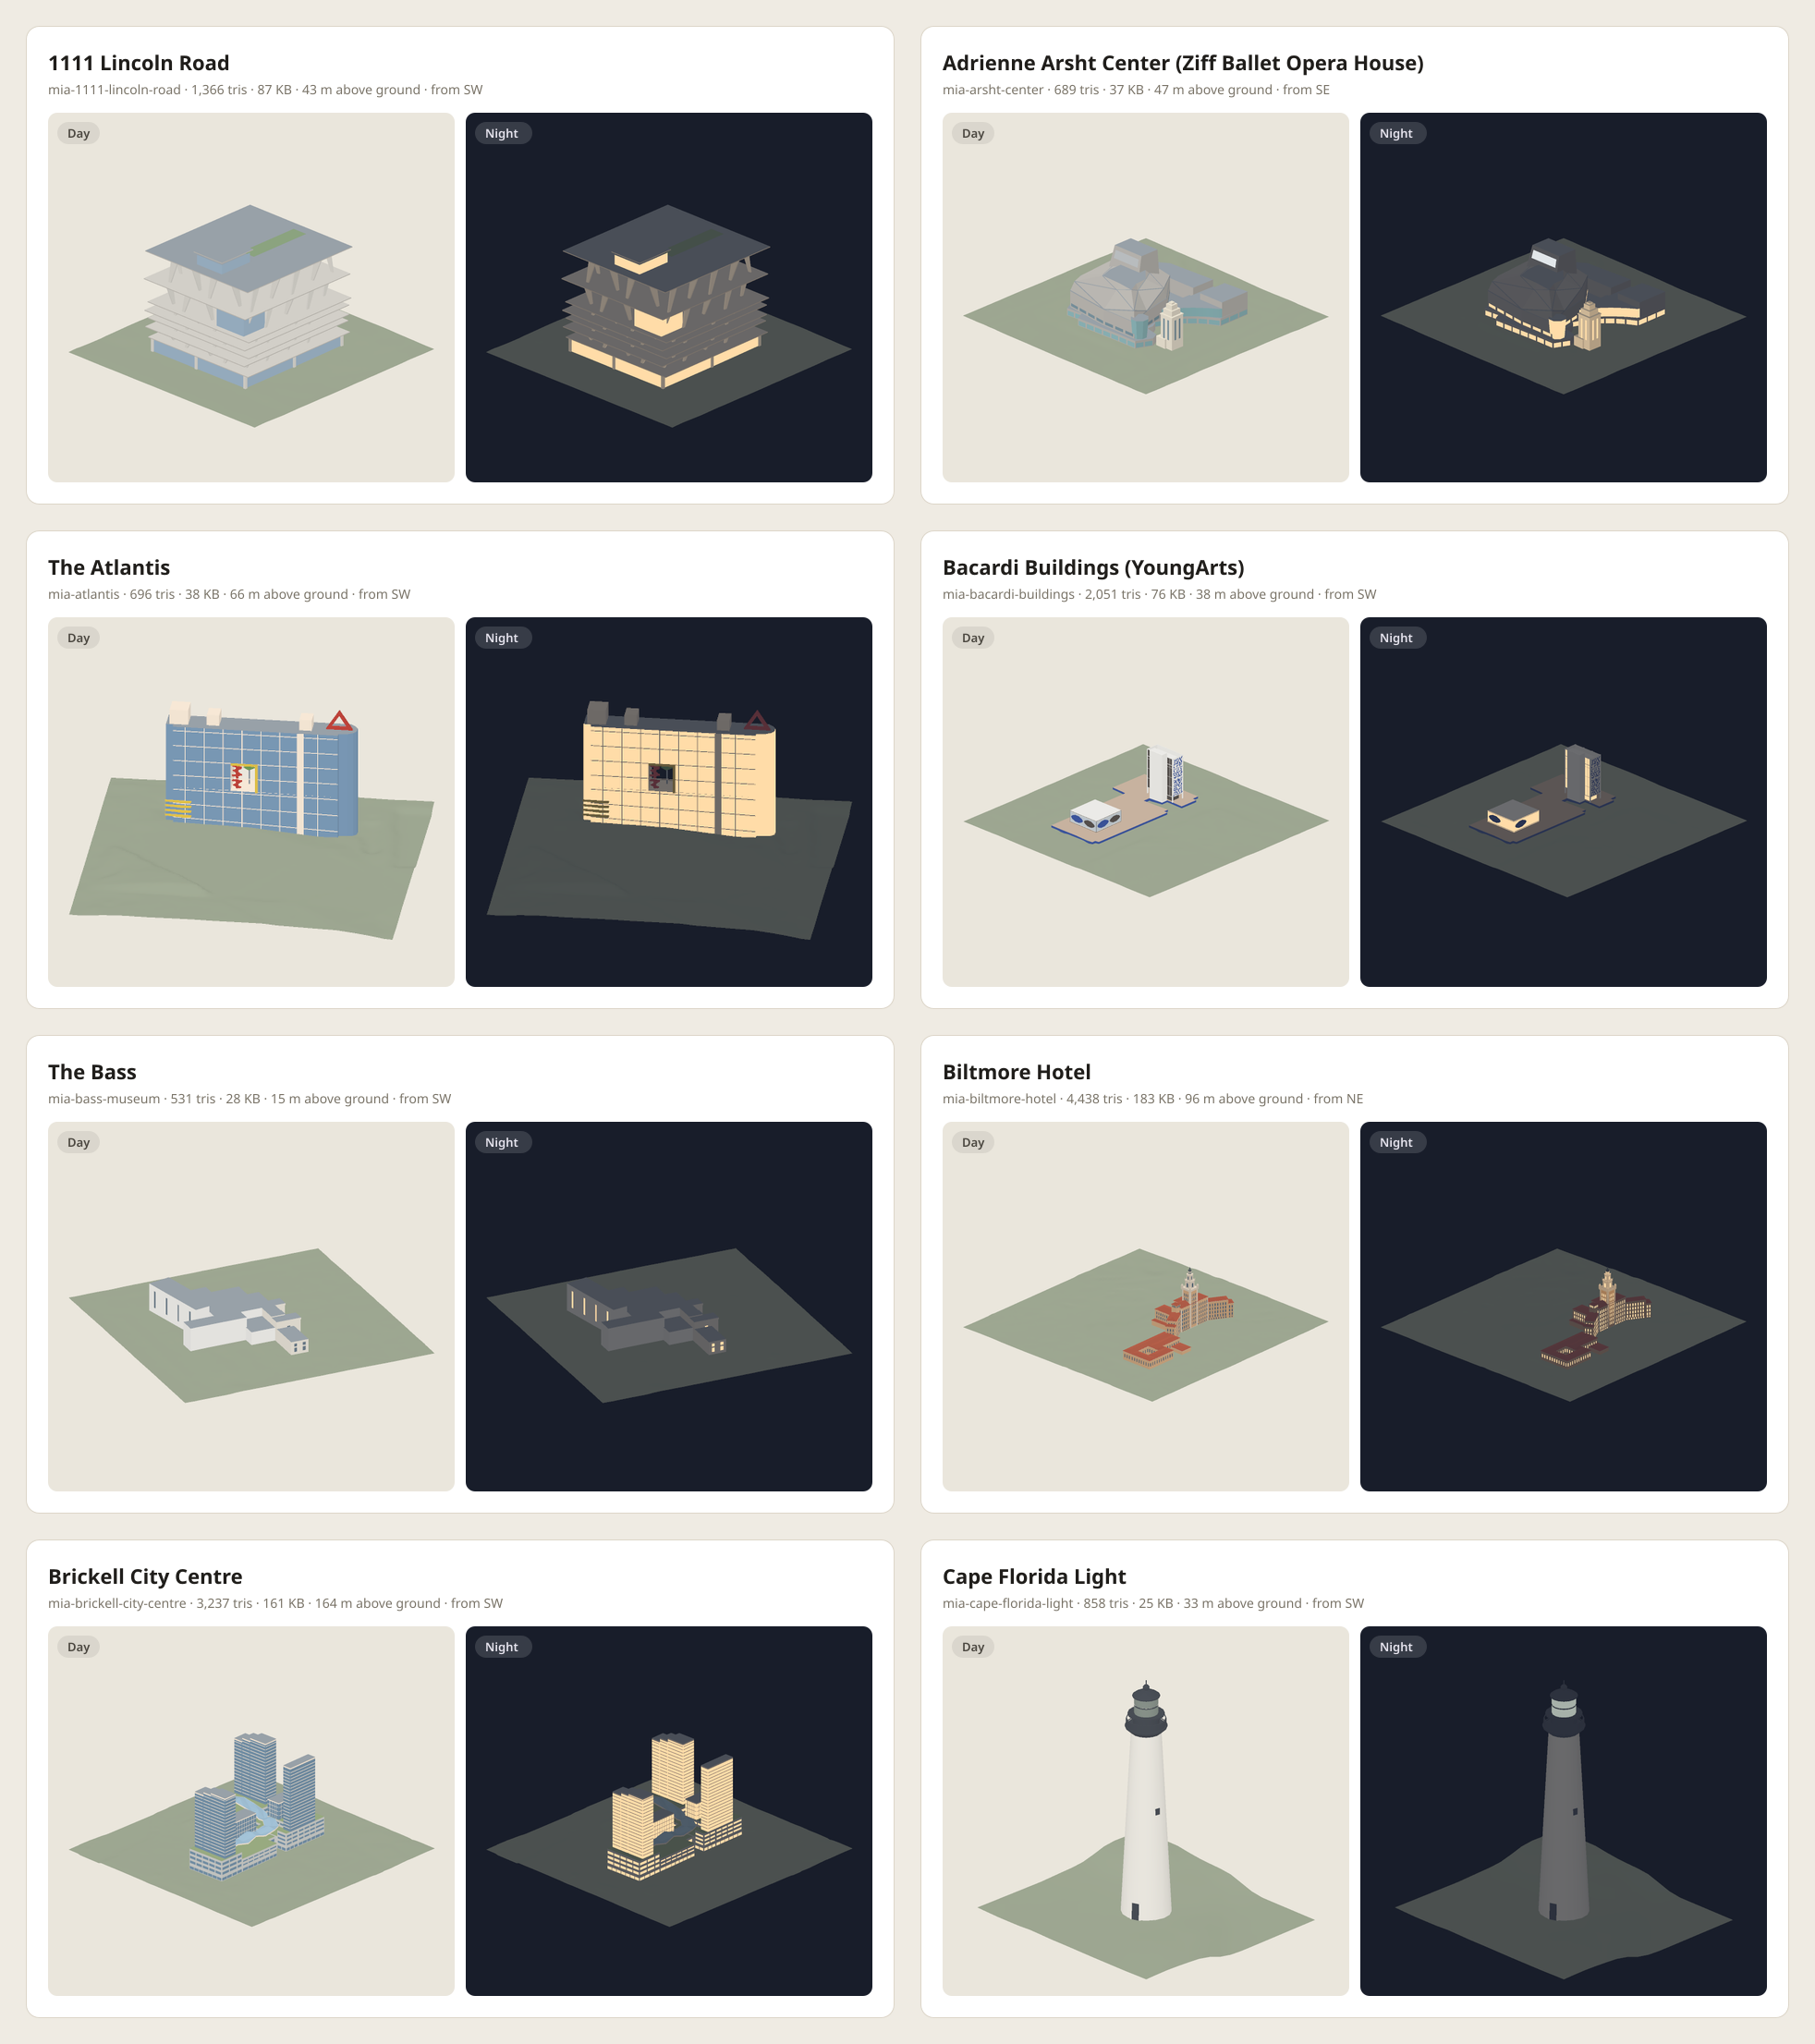 1111 Lincoln Road
mia-1111-lincoln-road · 1,366 tris · 87 KB · 43 m above ground · from SW
Day
Night
Adrienne Arsht Center (Ziff Ballet Opera House)
mia-arsht-center · 689 tris · 37 KB · 47 m above ground · from SE
Day
Night
The Atlantis
mia-atlantis · 696 tris · 38 KB · 66 m above ground · from SW
Day
Night
Bacardi Buildings (YoungArts)
mia-bacardi-buildings · 2,051 tris · 76 KB · 38 m above ground · from SW
Day
Night
The Bass
mia-bass-museum · 531 tris · 28 KB · 15 m above ground · from SW
Day
Night
Biltmore Hotel
mia-biltmore-hotel · 4,438 tris · 183 KB · 96 m above ground · from NE
Day
Night
Brickell City Centre
mia-brickell-city-centre · 3,237 tris · 161 KB · 164 m above ground · from SW
Day
Night
Cape Florida Light
mia-cape-florida-light · 858 tris · 25 KB · 33 m above ground · from SW
Day
Night